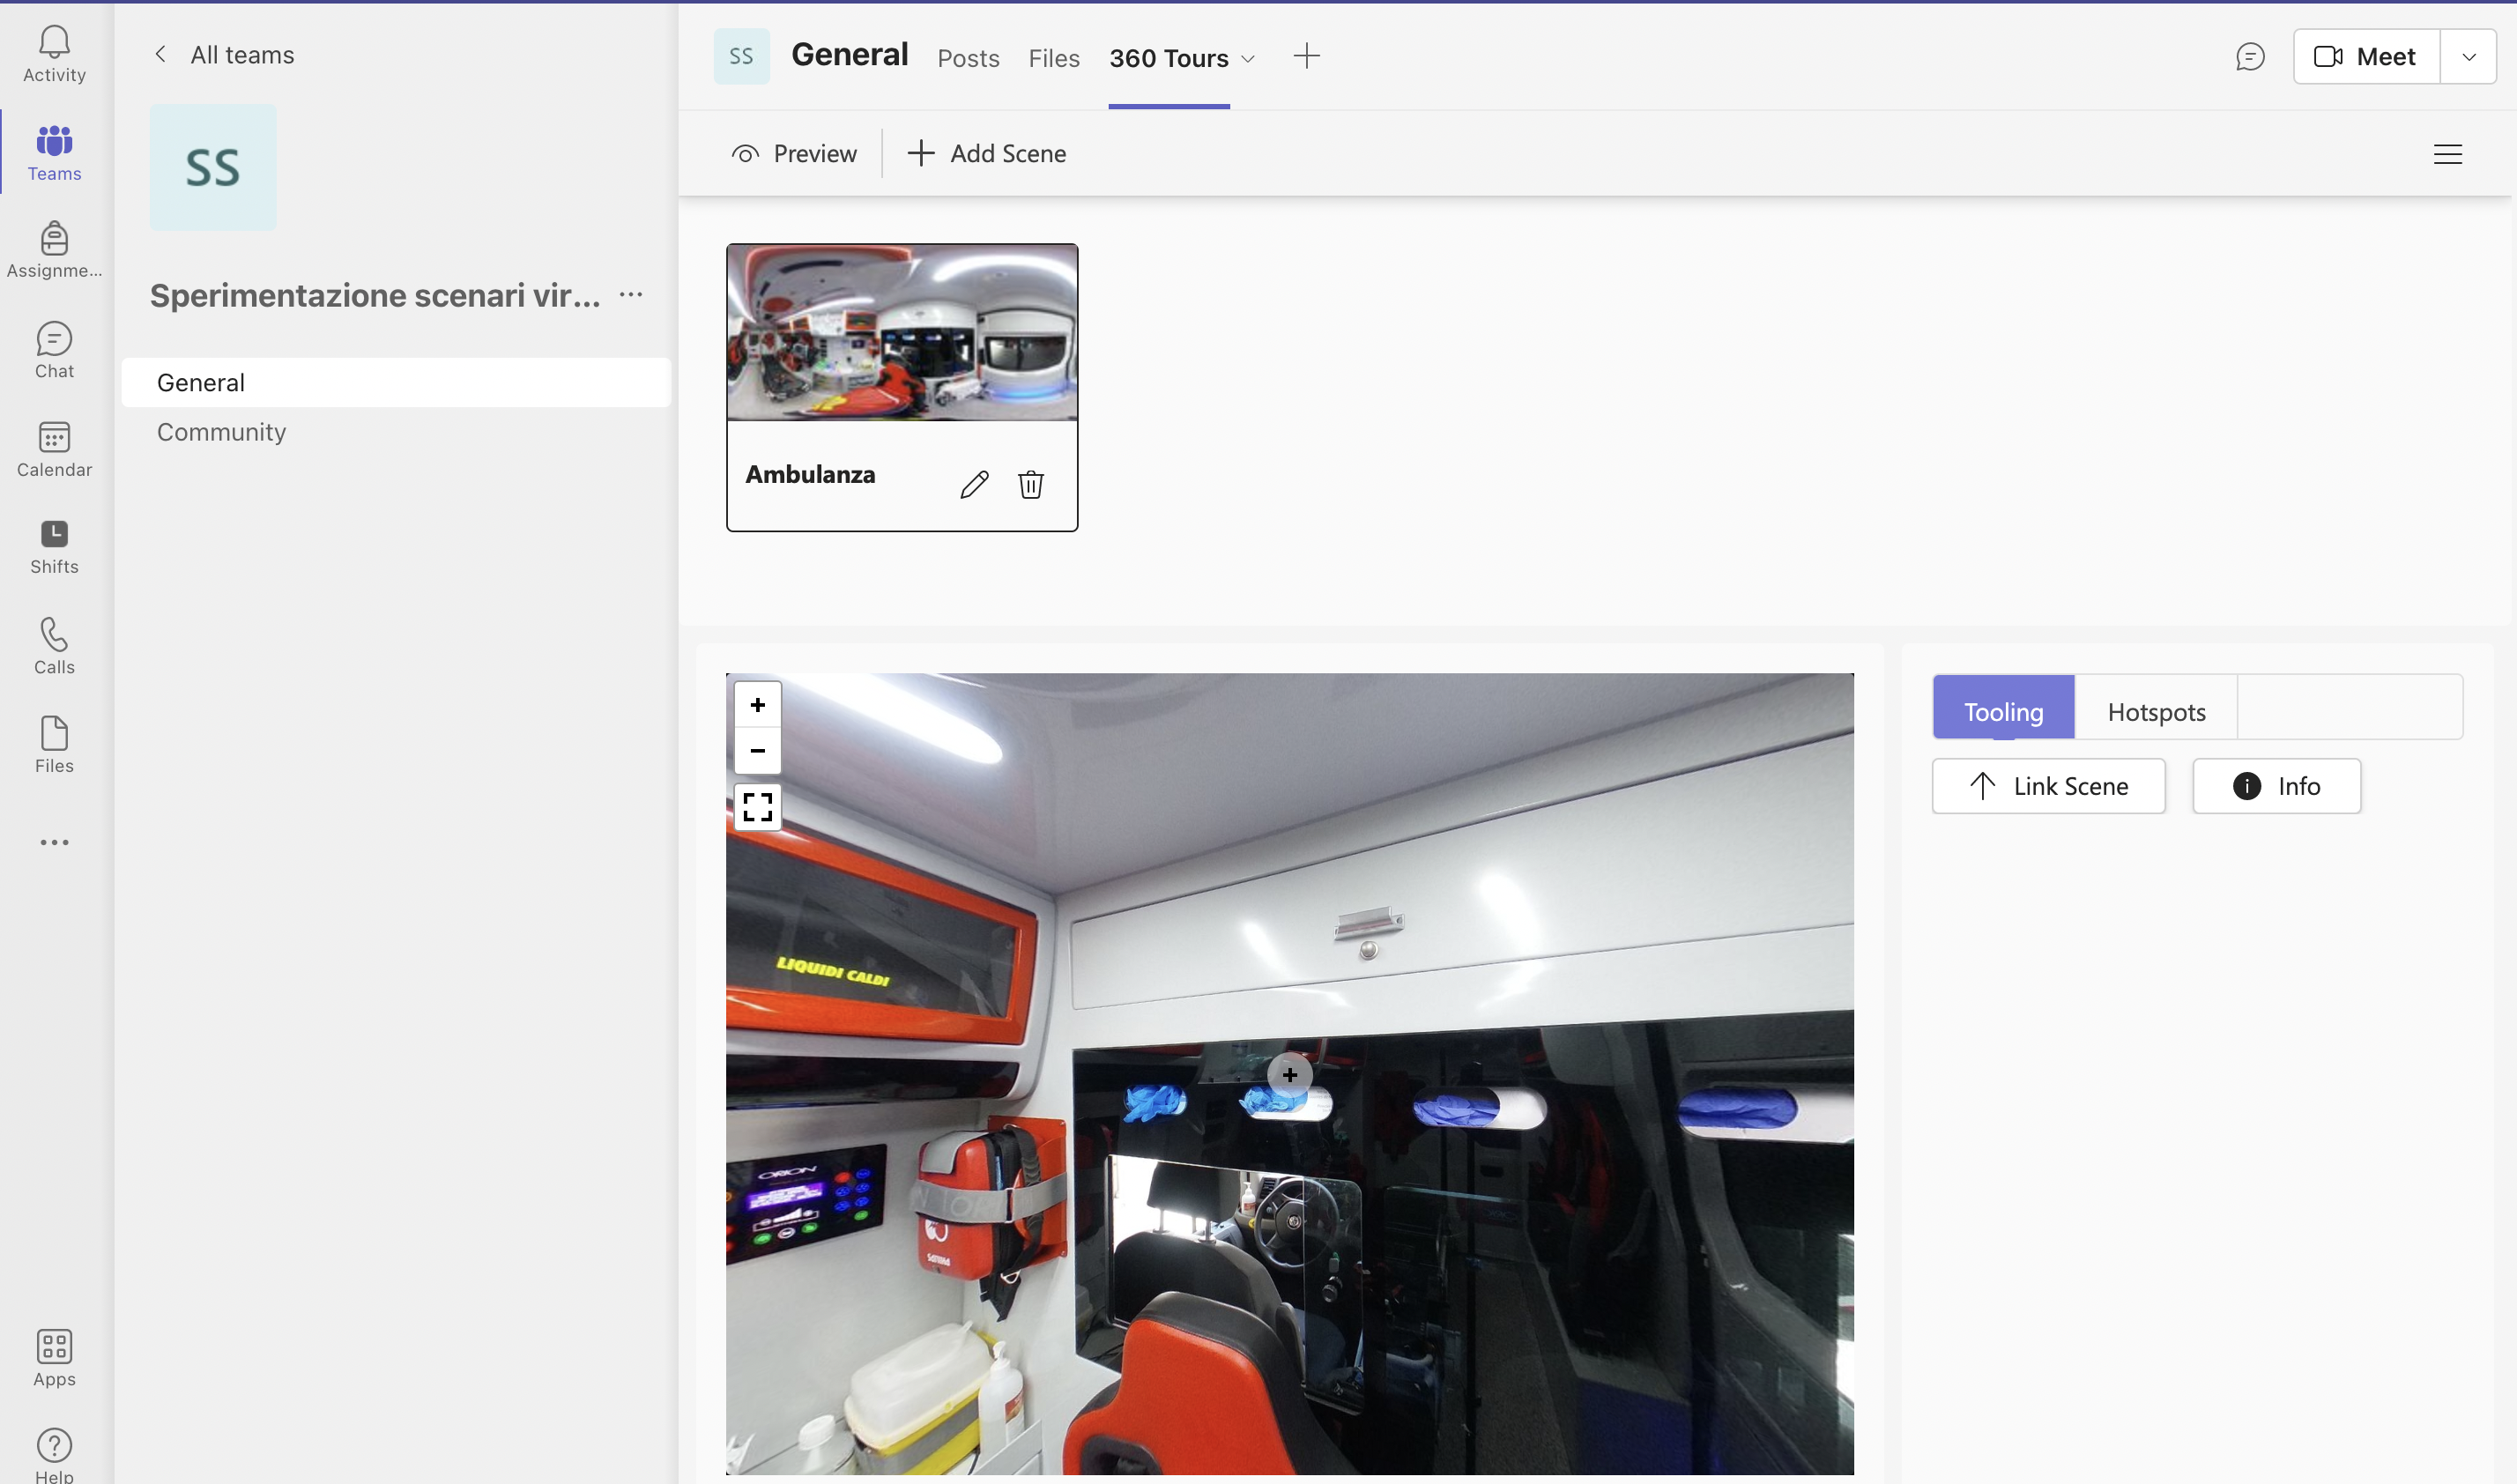 Activity
Teams
Assignme...
Chat
Calendar
Shifts
Calls
Files
Apps
Help
All teams
SS
Sperimentazione scenari vir...
General
Community
SS General Posts Files 360 Tours
Meet
Preview Add Scene
Ambulanza
LIQUIDI CALDI
ORION
PHILIPS
Tooling Hotspots
Link Scene Info